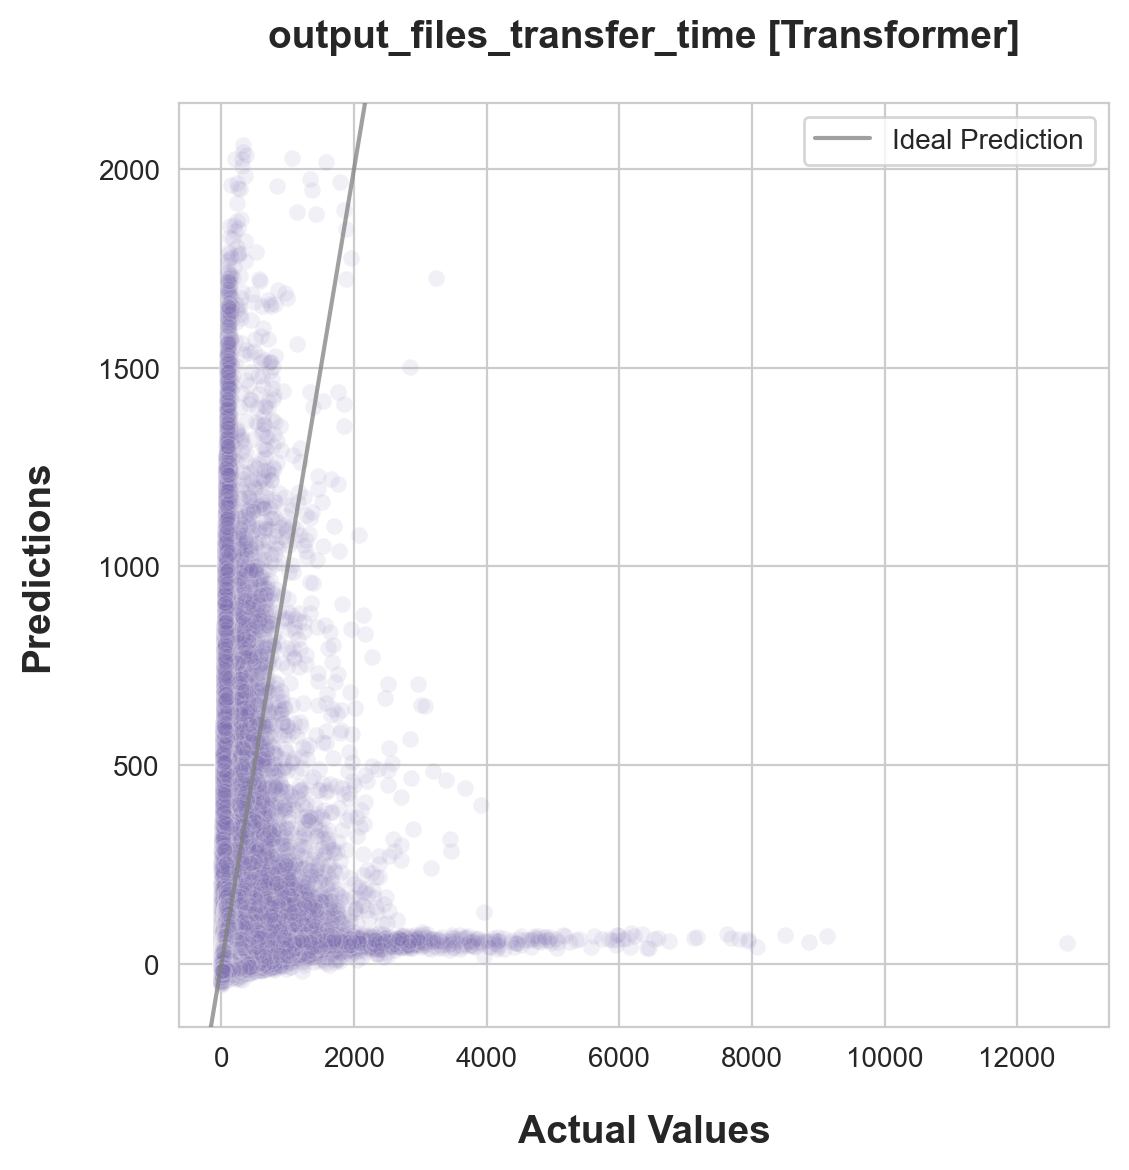 output_files_transfer_time [Transformer]
Ideal Prediction
2000
1500
1000
500
0
Predictions
0 2000 4000 6000 8000 10000 12000
Actual Values